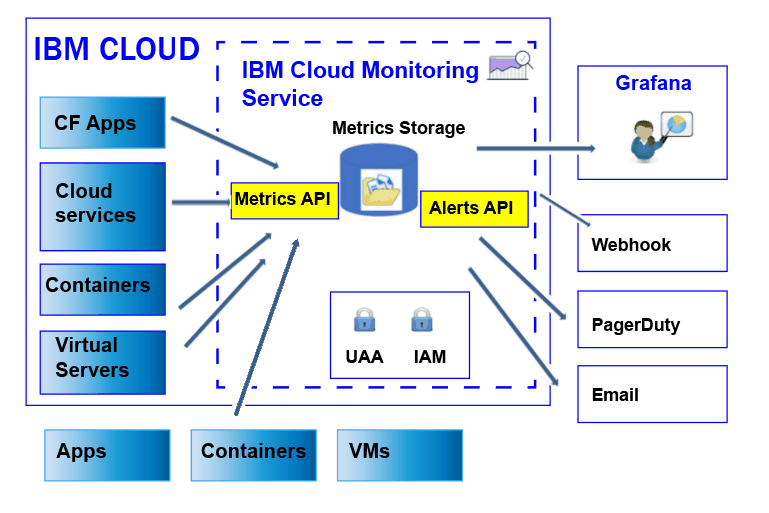 IBM CLOUD
IBM Cloud Monitoring
Service
Metrics Storage
Metrics API
Alerts API
UAA
IAM
CF Apps
Cloud
services
Containers
Virtual
Servers
Grafana
Webhook
PagerDuty
Email
Apps
Containers
VMs